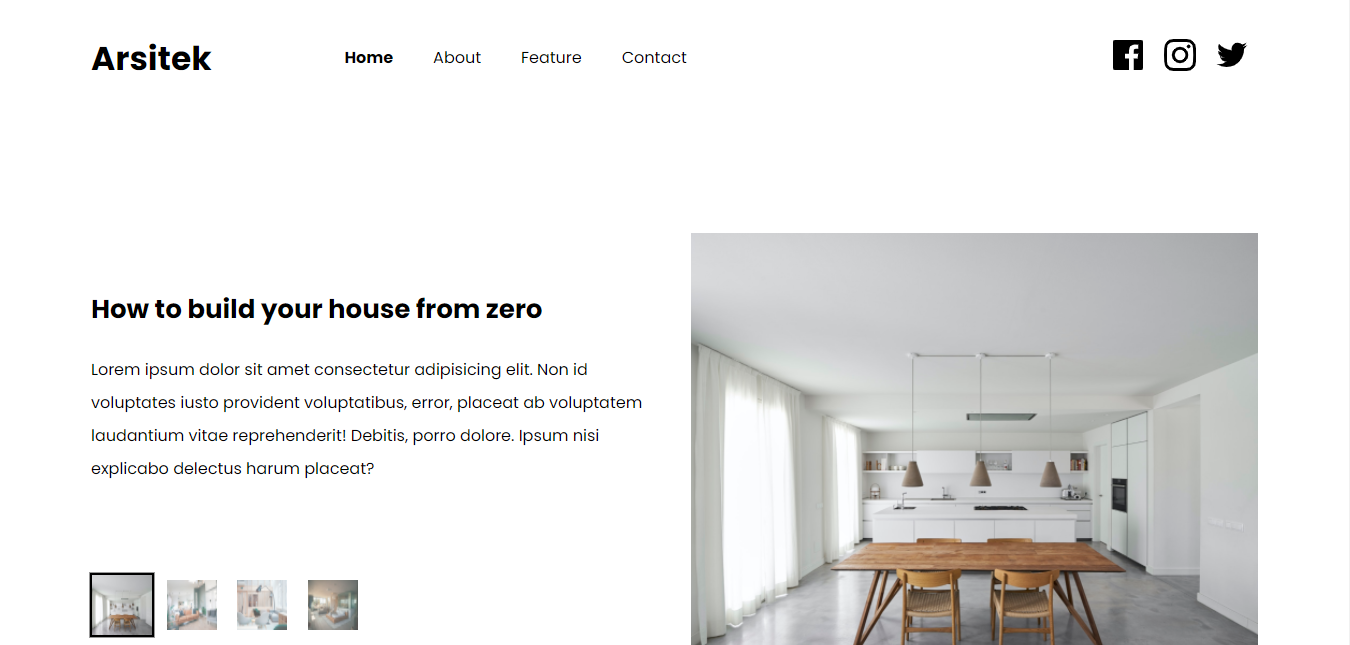 Arsitek
Home About Feature Contact
How to build your house from zero
Lorem ipsum dolor sit amet consectetur adipisicing elit. Non id
voluptates iusto provident voluptatibus, error, placeat ab voluptatem
laudantium vitae reprehenderit! Debitis, porro dolore. Ipsum nisi
explicabo delectus harum placeat?